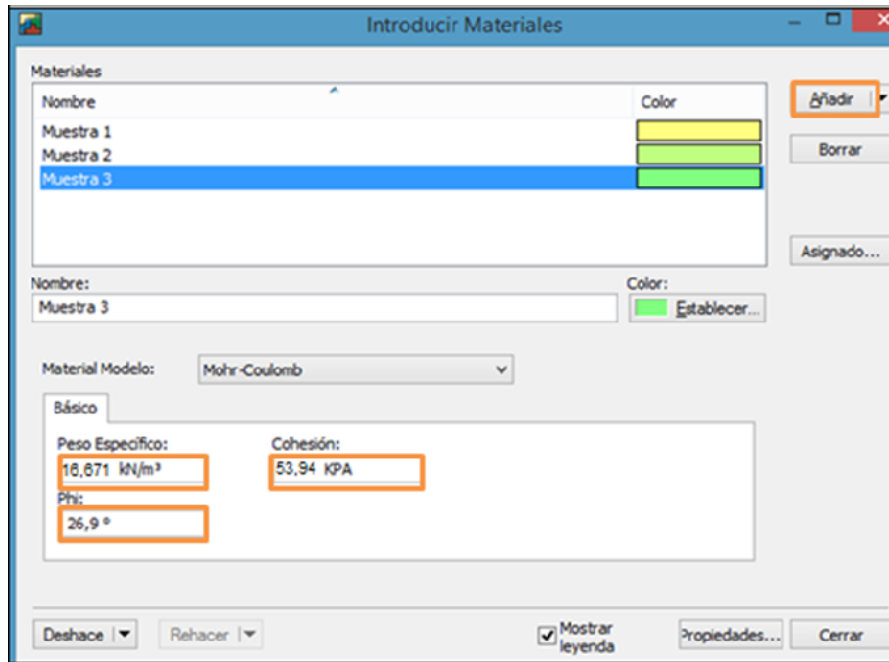 Introducir Materiales
Materiales
Nombre Color
Añadir
Muestra 1
Muestra 2
Borrar
Muestra 3
Asignado...
Nombre: Color:
Muestra 3 Establecer...
Material Modelo: Mohr-Coulomb
Básico
Peso Específico: Cohesión:
16,671 kN/m³ 53,94 KPA
Phi:
26,9 º
Deshace Rehacer Mostrar leyenda Propiedades... Cerrar